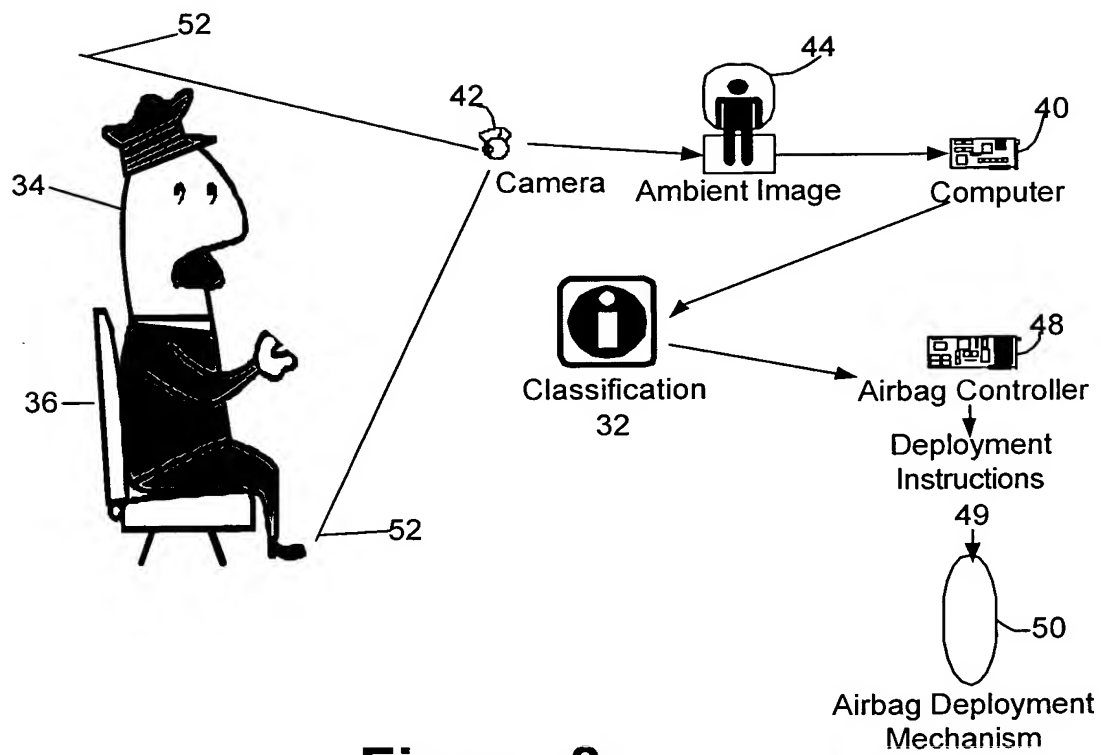 52
44
42
40
34
Camera
Ambient Image
Computer
48
36
Classification
32
Airbag Controller
Deployment
Instructions
52
49
50
Airbag Deployment
Mechanism